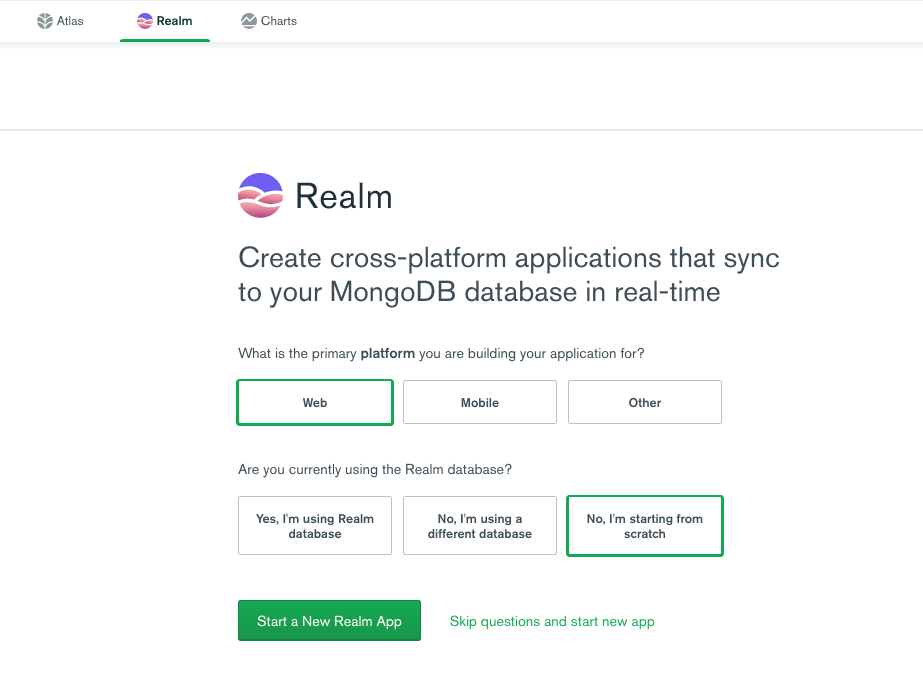 Atlas
Realm
Charts
Realm
Create cross-platform applications that sync
to your MongoDB database in real-time
What is the primary platform you are building your application for?
Web
Mobile
Other
Are you currently using the Realm database?
Yes, I'm using Realm
database
No, I'm using a
different database
No, I'm starting from
scratch
Start a New Realm App
Skip questions and start new app